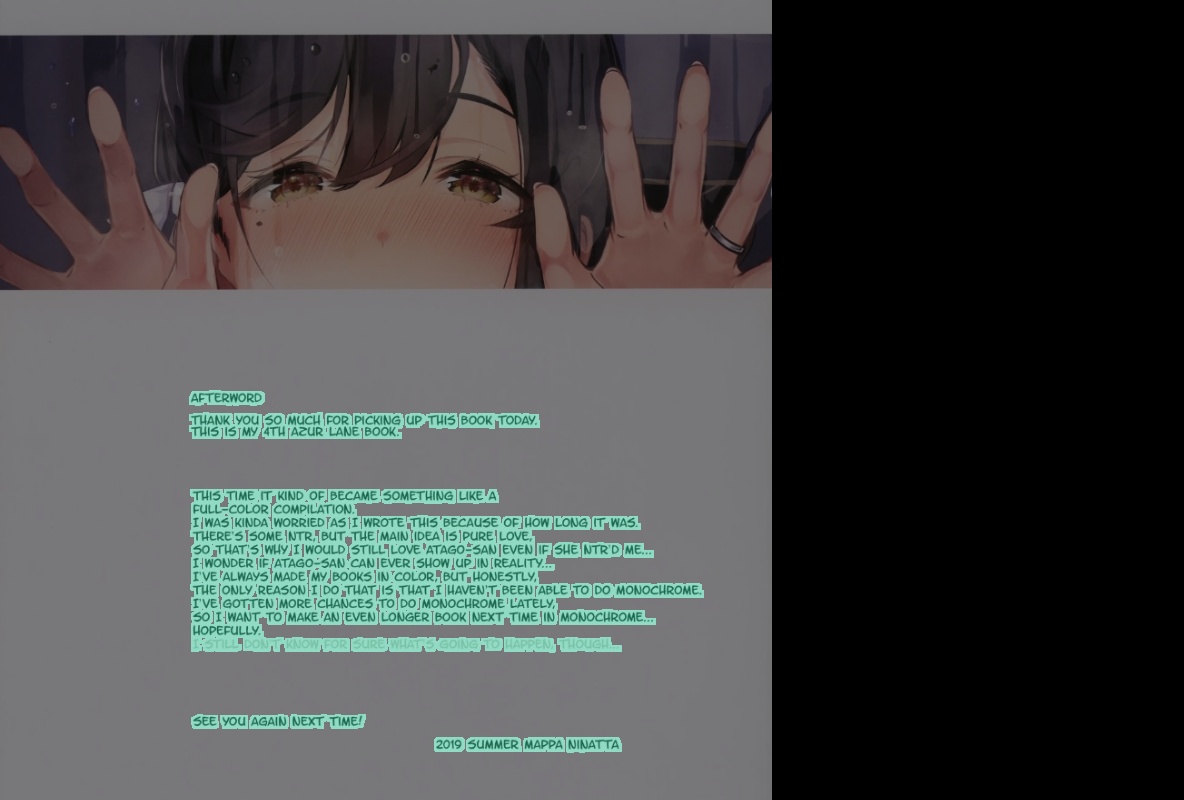 AFTERWORD
THANK YOU SO MUCH FOR PICKING UP THIS BOOK TODAY.
THIS IS MY 4TH AZUR LANE BOOK.
THIS TIME IT KIND OF BECAME SOMETHING LIKE A
FULL-COLOR COMPILATION.
I WAS KINDA WORRIED AS I WROTE THIS BECAUSE OF HOW LONG IT WAS.
THERE'S SOME NTR, BUT THE MAIN IDEA IS PURE LOVE,
SO THAT'S WHY I WOULD STILL LOVE ATAGO-SAN EVEN IF SHE NTR'D ME...
I WONDER IF ATAGO-SAN CAN EVER SHOW UP IN REALITY...
I'VE ALWAYS MADE MY BOOKS IN COLOR, BUT HONESTLY,
THE ONLY REASON I DO THAT IS THAT I HAVEN'T BEEN ABLE TO DO MONOCHROME.
I'VE GOTTEN MORE CHANCES TO DO MONOCHROME LATELY,
SO I WANT TO MAKE AN EVEN LONGER BOOK NEXT TIME IN MONOCHROME...
HOPEFULLY.
I STILL DON'T KNOW FOR SURE WHAT'S GOING TO HAPPEN, THOUGH...
SEE YOU AGAIN NEXT TIME!
2019 SUMMER MAPPA NINATTA